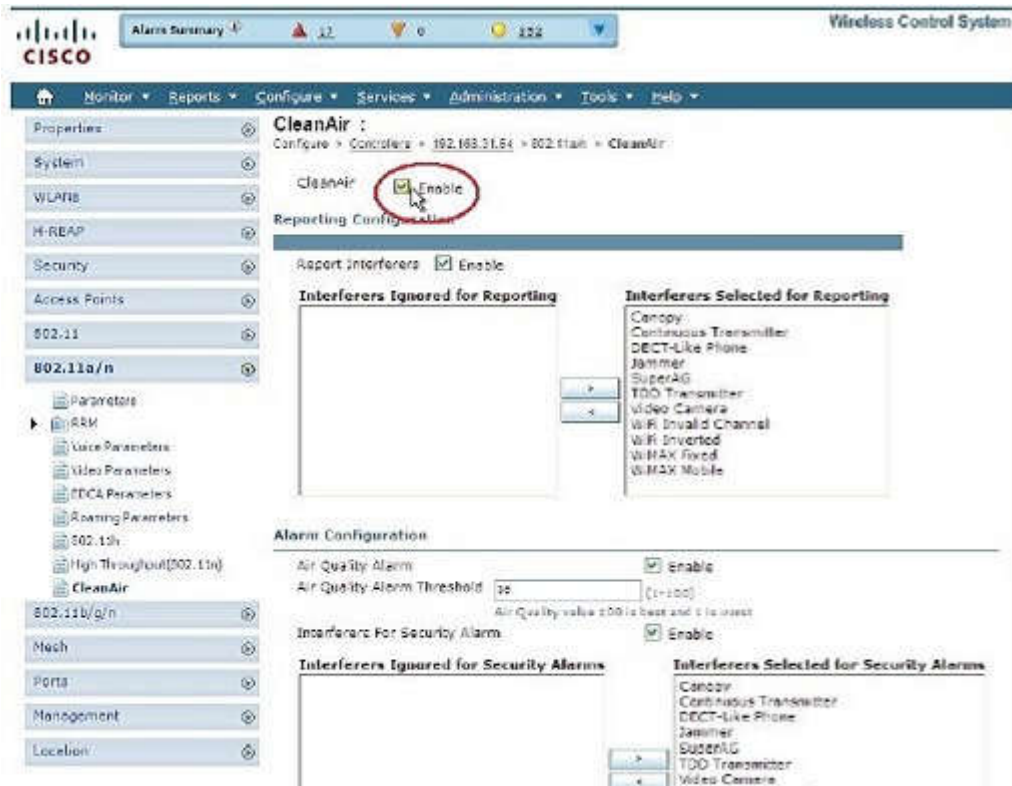 Alarm Summary 17 0 152
Wireless Control System
CISCO
Monitor Reports Configure Services Administration Tools Help
Properties
System
WLANs
H-REAP
Security
Access Points
802.11
802.11a/n
Parameters
RRM
Voice Parameters
Video Parameters
EDCA Parameters
Roaming Parameters
802.11h
High Throughput(802.11n)
CleanAir
802.11b/g/n
Mesh
Ports
Management
Location
CleanAir :
Configure > Controllers > > 802.11a/n > CleanAir
CleanAir Enable
Reporting Configuration
Report Interferers Enable
Interferers Ignored for Reporting
Interferers Selected for Reporting
Canopy
Continuous Transmitter
DECT-Like Phone
Jammer
SuperAG
TDD Transmitter
Video Camera
WiFi Invalid Channel
WiFi Inverted
WiMAX Fixed
WiMAX Mobile
> 
<
Alarm Configuration
Air Quality Alarm Enable
Air Quality Alarm Threshold (1-100)
Air Quality value 100 is best and 1 is worst
Interferers For Security Alarm Enable
Interferers Ignored for Security Alarms
Interferers Selected for Security Alarms
Canopy
Continuous Transmitter
DECT-Like Phone
Jammer
SuperAG
TDD Transmitter
Video Camera
>
<